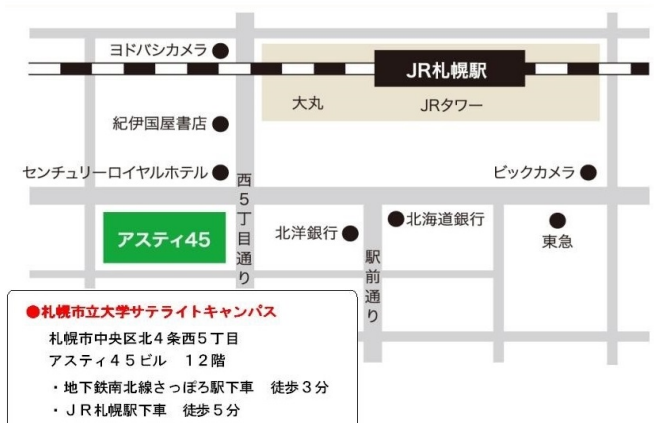 ヨドバシカメラ
JR札幌駅
大丸
JRタワー
紀伊国屋書店
センチュリーロイヤルホテル
ビックカメラ
西5丁目通り
アスティ45
北洋銀行
北海道銀行
東急
駅前通り
●札幌市立大学サテライトキャンパス
札幌市中央区北4条西5丁目
アスティ45ビル　12階
・地下鉄南北線さっぽろ駅下車　徒歩3分
・JR札幌駅下車　徒歩5分